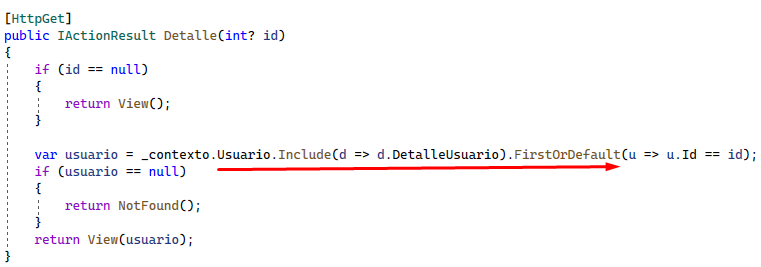 [HttpGet]
public IActionResult Detalle(int? id)
{
if (id == null)
{
return View();
}
var usuario = _contexto.Usuario.Include(d => d.DetalleUsuario).FirstOrDefault(u => u.Id == id);
if (usuario == null)
{
return NotFound();
}
return View(usuario);
}